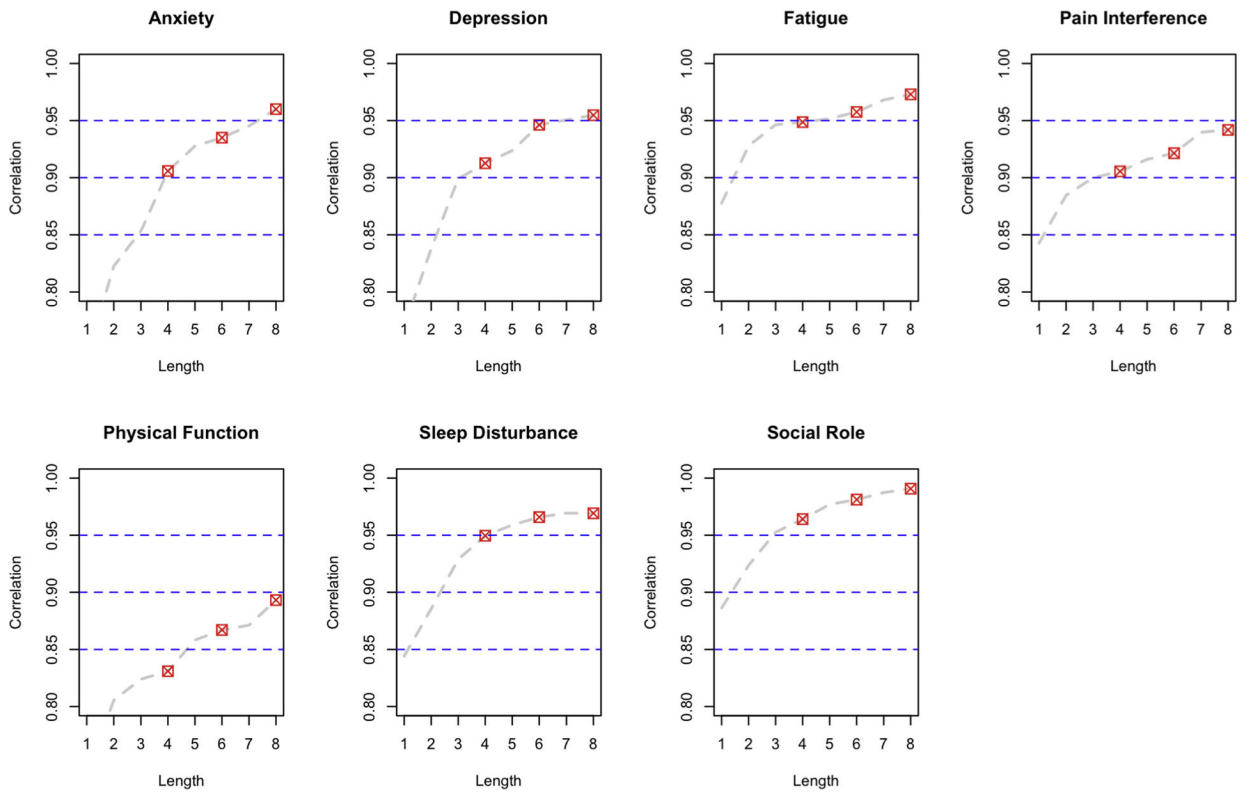 Anxiety
Depression
Fatigue
Pain Interference
Correlation
0.80 0.85 0.90 0.95 1.00
1 2 3 4 5 6 7 8
Length
Correlation
0.80 0.85 0.90 0.95 1.00
1 2 3 4 5 6 7 8
Length
Correlation
0.80 0.85 0.90 0.95 1.00
1 2 3 4 5 6 7 8
Length
Correlation
0.80 0.85 0.90 0.95 1.00
1 2 3 4 5 6 7 8
Length
Physical Function
Sleep Disturbance
Social Role
Correlation
0.80 0.85 0.90 0.95 1.00
1 2 3 4 5 6 7 8
Length
Correlation
0.80 0.85 0.90 0.95 1.00
1 2 3 4 5 6 7 8
Length
Correlation
0.80 0.85 0.90 0.95 1.00
1 2 3 4 5 6 7 8
Length